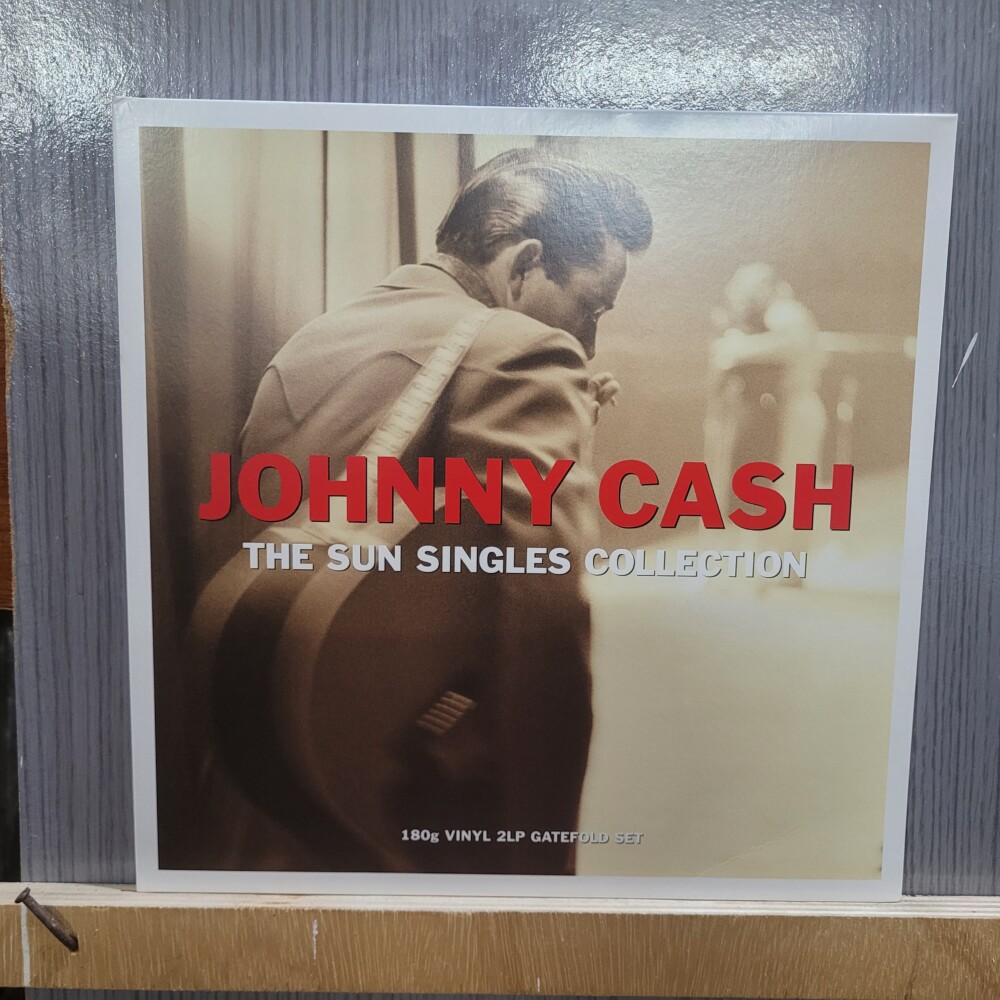 JOHNNY CASH
THE SUN SINGLES COLLECTION
180g VINYL 2LP GATEFOLD SET